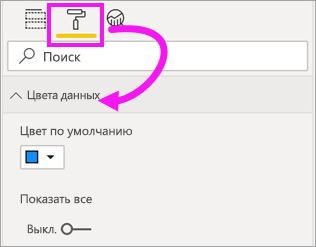 Поиск
Цвета данных
Цвет по умолчанию
Показать все
Выкл.